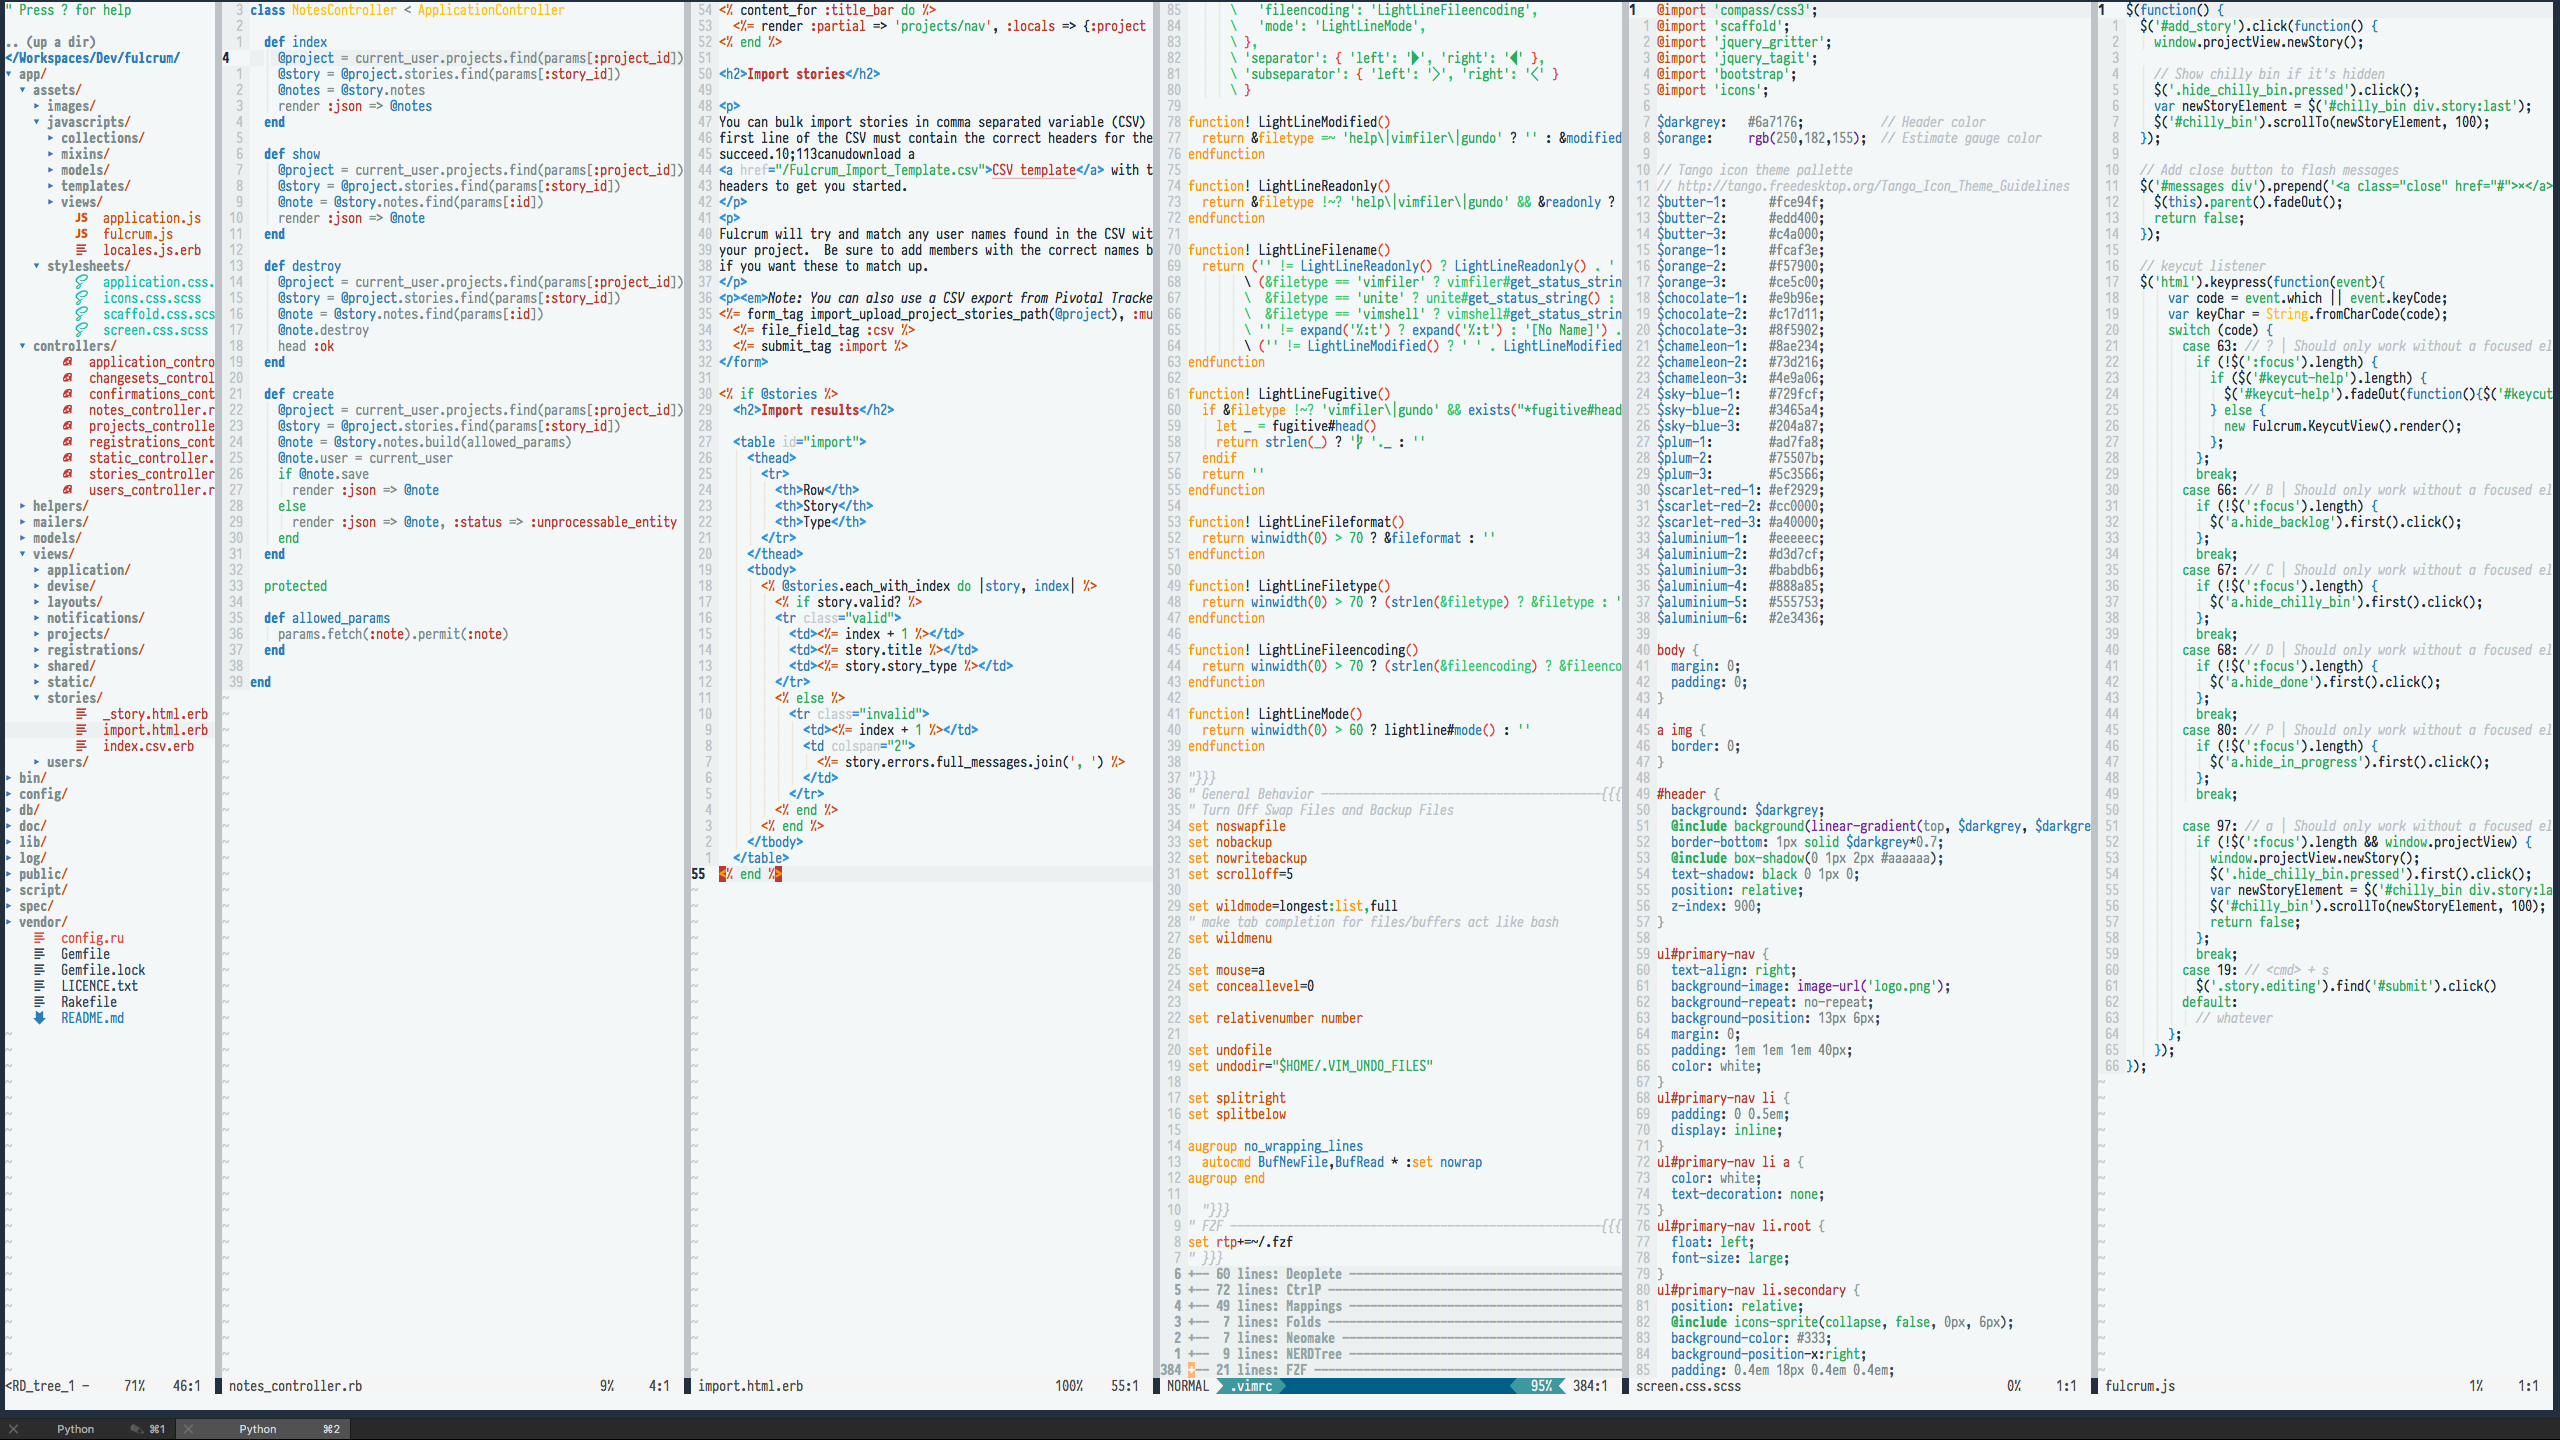 " Press ? for help
.. (up a dir)
</Workspaces/Dev/fulcrum/
▾ app/
▾ assets/
▸ images/
▾ javascripts/
▸ collections/
▸ mixins/
▸ models/
▸ templates/
▸ views/
JS application.js
JS fulcrum.js
locales.js.erb
▾ stylesheets/
application.css.
icons.css.scss
scaffold.css.scs
screen.css.scss
▾ controllers/
application_contro
changesets_control
confirmations_cont
notes_controller.r
projects_controlle
registrations_cont
static_controller.
stories_controller
users_controller.r
▸ helpers/
▸ mailers/
▸ models/
▾ views/
▸ application/
▸ devise/
▸ layouts/
▸ notifications/
▸ projects/
▸ registrations/
▸ shared/
▸ static/
▾ stories/
_story.html.erb
import.html.erb
index.csv.erb
▸ users/
▸ bin/
▸ config/
▸ db/
▸ doc/
▸ lib/
▸ log/
▸ public/
▸ script/
▸ spec/
▸ vendor/
config.ru
Gemfile
Gemfile.lock
LICENCE.txt
Rakefile
README.md
<RD_tree_1 - 71% 46:1
3 class NotesController < ApplicationController
2
1 def index
4 @project = current_user.projects.find(params[:project_id])
1 @story = @project.stories.find(params[:story_id])
2 @notes = @story.notes
3 render :json => @notes
4 end
5
6 def show
7 @project = current_user.projects.find(params[:project_id])
8 @story = @project.stories.find(params[:story_id])
9 @note = @story.notes.find(params[:id])
10 render :json => @note
11 end
12
13 def destroy
14 @project = current_user.projects.find(params[:project_id])
15 @story = @project.stories.find(params[:story_id])
16 @note = @story.notes.find(params[:id])
17 @note.destroy
18 head :ok
19 end
20
21 def create
22 @project = current_user.projects.find(params[:project_id])
23 @story = @project.stories.find(params[:story_id])
24 @note = @story.notes.build(allowed_params)
25 @note.user = current_user
26 if @note.save
27 render :json => @note
28 else
29 render :json => @note, :status => :unprocessable_entity
30 end
31 end
32
33 protected
34
35 def allowed_params
36 params.fetch(:note).permit(:note)
37 end
38
39 end
notes_controller.rb 9% 4:1
54 <% content_for :title_bar do %>
53 <%= render :partial => 'projects/nav', :locals => {:project
52 <% end %>
51
50 <h2>Import stories</h2>
49
48 <p>
47 You can bulk import stories in comma separated variable (CSV)
46 first line of the CSV must contain the correct headers for the
45 succeed.10;113canudownload a
44 <a href="/Fulcrum_Import_Template.csv">CSV template</a> with t
43 headers to get you started.
42 </p>
41 <p>
40 Fulcrum will try and match any user names found in the CSV wit
39 your project.  Be sure to add members with the correct names b
38 if you want these to match up.
37 </p>
36 <p><em>Note: You can also use a CSV export from Pivotal Tracke
35 <%= form_tag import_upload_project_stories_path(@project), :mu
34 <%= file_field_tag :csv %>
33 <%= submit_tag :import %>
32 </form>
31
30 <% if @stories %>
29 <h2>Import results</h2>
28
27 <table id="import">
26 <thead>
25 <tr>
24 <th>Row</th>
23 <th>Story</th>
22 <th>Type</th>
21 </tr>
20 </thead>
19 <tbody>
18 <% @stories.each_with_index do |story, index| %>
17 <% if story.valid? %>
16 <tr class="valid">
15 <td><%= index + 1 %></td>
14 <td><%= story.title %></td>
13 <td><%= story.story_type %></td>
12 </tr>
11 <% else %>
10 <tr class="invalid">
9 <td><%= index + 1 %></td>
8 <td colspan="2">
7 <%= story.errors.full_messages.join(', ') %>
6 </td>
5 </tr>
4 <% end %>
3 <% end %>
2 </tbody>
1 </table>
55 <% end %>
import.html.erb 100% 55:1
85 \ 'fileencoding': 'LightLineFileencoding',
84 \ 'mode': 'LightLineMode',
83 \ },
82 \ 'separator': { 'left': '', 'right': '' },
81 \ 'subseparator': { 'left': '', 'right': '' }
80 \ }
79
78 function! LightLineModified()
77 return &filetype =~ 'help\|vimfiler\|gundo' ? '' : &modified
76 endfunction
75
74 function! LightLineReadonly()
73 return &filetype !~? 'help\|vimfiler\|gundo' && &readonly ?
72 endfunction
71
70 function! LightLineFilename()
69 return ('' != LightLineReadonly() ? LightLineReadonly() . '
68 \ (&filetype == 'vimfiler' ? vimfiler#get_status_strin
67 \ &filetype == 'unite' ? unite#get_status_string() :
66 \ &filetype == 'vimshell' ? vimshell#get_status_strin
65 \ '' != expand('%:t') ? expand('%:t') : '[No Name]') .
64 \ ('' != LightLineModified() ? ' ' . LightLineModified
63 endfunction
62
61 function! LightLineFugitive()
60 if &filetype !~? 'vimfiler\|gundo' && exists("*fugitive#head
59 let _ = fugitive#head()
58 return strlen(_) ? ' '._ : ''
57 endif
56 return ''
55 endfunction
54
53 function! LightLineFileformat()
52 return winwidth(0) > 70 ? &fileformat : ''
51 endfunction
50
49 function! LightLineFiletype()
48 return winwidth(0) > 70 ? (strlen(&filetype) ? &filetype : '
47 endfunction
46
45 function! LightLineFileencoding()
44 return winwidth(0) > 70 ? (strlen(&fileencoding) ? &fileenco
43 endfunction
42
41 function! LightLineMode()
40 return winwidth(0) > 60 ? lightline#mode() : ''
39 endfunction
38
37 "}}}
36 " General Behavior ----------------------------------------{{{
35 " Turn Off Swap Files and Backup Files
34 set noswapfile
33 set nobackup
32 set nowritebackup
31 set scrolloff=5
30
29 set wildmode=longest:list,full
28 " make tab completion for files/buffers act like bash
27 set wildmenu
26
25 set mouse=a
24 set conceallevel=0
23
22 set relativenumber number
21
20 set undofile
19 set undodir="$HOME/.VIM_UNDO_FILES"
18
17 set splitright
16 set splitbelow
15
14 augroup no_wrapping_lines
13 autocmd BufNewFile,BufRead * :set nowrap
12 augroup end
11
10 "}}}
9 " FZF -----------------------------------------------------{{{
8 set rtp+=~/.fzf
7 " }}}
6 +-- 60 lines: Deoplete ---------------------------------------
5 +-- 72 lines: CtrlP ------------------------------------------
4 +-- 49 lines: Mappings ---------------------------------------
3 +-- 7 lines: Folds ------------------------------------------
2 +-- 7 lines: Neomake ----------------------------------------
1 +-- 9 lines: NERDTree ---------------------------------------
384 +-- 21 lines: FZF --------------------------------------------
NORMAL .vimrc 95% 384:1
1 @import 'compass/css3';
1 @import 'scaffold';
2 @import 'jquery_gritter';
3 @import 'jquery_tagit';
4 @import 'bootstrap';
5 @import 'icons';
6
7 $darkgrey: #6a7176; // Header color
8 $orange: rgb(250,182,155); // Estimate gauge color
9
10 // Tango icon theme pallette
11 // http://tango.freedesktop.org/Tango_Icon_Theme_Guidelines
12 $butter-1: #fce94f;
13 $butter-2: #edd400;
14 $butter-3: #c4a000;
15 $orange-1: #fcaf3e;
16 $orange-2: #f57900;
17 $orange-3: #ce5c00;
18 $chocolate-1: #e9b96e;
19 $chocolate-2: #c17d11;
20 $chocolate-3: #8f5902;
21 $chameleon-1: #8ae234;
22 $chameleon-2: #73d216;
23 $chameleon-3: #4e9a06;
24 $sky-blue-1: #729fcf;
25 $sky-blue-2: #3465a4;
26 $sky-blue-3: #204a87;
27 $plum-1: #ad7fa8;
28 $plum-2: #75507b;
29 $plum-3: #5c3566;
30 $scarlet-red-1: #ef2929;
31 $scarlet-red-2: #cc0000;
32 $scarlet-red-3: #a40000;
33 $aluminium-1: #eeeeec;
34 $aluminium-2: #d3d7cf;
35 $aluminium-3: #babdb6;
36 $aluminium-4: #888a85;
37 $aluminium-5: #555753;
38 $aluminium-6: #2e3436;
39
40 body {
41 margin: 0;
42 padding: 0;
43 }
44
45 a img {
46 border: 0;
47 }
48
49 #header {
50 background: $darkgrey;
51 @include background(linear-gradient(top, $darkgrey, $darkgre
52 border-bottom: 1px solid $darkgrey*0.7;
53 @include box-shadow(0 1px 2px #aaaaaa);
54 text-shadow: black 0 1px 0;
55 position: relative;
56 z-index: 900;
57 }
58
59 ul#primary-nav {
60 text-align: right;
61 background-image: image-url('logo.png');
62 background-repeat: no-repeat;
63 background-position: 13px 6px;
64 margin: 0;
65 padding: 1em 1em 1em 40px;
66 color: white;
67 }
68 ul#primary-nav li {
69 padding: 0 0.5em;
70 display: inline;
71 }
72 ul#primary-nav li a {
73 color: white;
74 text-decoration: none;
75 }
76 ul#primary-nav li.root {
77 float: left;
78 font-size: large;
79 }
80 ul#primary-nav li.secondary {
81 position: relative;
82 @include icons-sprite(collapse, false, 0px, 6px);
83 background-color: #333;
84 background-position-x:right;
85 padding: 0.4em 18px 0.4em 0.4em;
screen.css.scss 0% 1:1
1 $(function() {
1 $('#add_story').click(function() {
2 window.projectView.newStory();
3
4 // Show chilly bin if it's hidden
5 $('.hide_chilly_bin.pressed').click();
6 var newStoryElement = $('#chilly_bin div.story:last');
7 $('#chilly_bin').scrollTo(newStoryElement, 100);
8 });
9
10 // Add close button to flash messages
11 $('#messages div').prepend('<a class="close" href="#">×</a>
12 $(this).parent().fadeOut();
13 return false;
14 });
15
16 // keycut listener
17 $('html').keypress(function(event){
18 var code = event.which || event.keyCode;
19 var keyChar = String.fromCharCode(code);
20 switch (code) {
21 case 63: // ? | Should only work without a focused el
22 if (!$(':focus').length) {
23 if ($('#keycut-help').length) {
24 $('#keycut-help').fadeOut(function(){$('#keycut
25 } else {
26 new Fulcrum.KeycutView().render();
27 };
28 };
29 break;
30 case 66: // B | Should only work without a focused el
31 if (!$(':focus').length) {
32 $('a.hide_backlog').first().click();
33 };
34 break;
35 case 67: // C | Should only work without a focused el
36 if (!$(':focus').length) {
37 $('a.hide_chilly_bin').first().click();
38 };
39 break;
40 case 68: // D | Should only work without a focused el
41 if (!$(':focus').length) {
42 $('a.hide_done').first().click();
43 };
44 break;
45 case 80: // P | Should only work without a focused el
46 if (!$(':focus').length) {
47 $('a.hide_in_progress').first().click();
48 };
49 break;
50
51 case 97: // a | Should only work without a focused el
52 if (!$(':focus').length && window.projectView) {
53 window.projectView.newStory();
54 $('.hide_chilly_bin.pressed').first().click();
55 var newStoryElement = $('#chilly_bin div.story:la
56 $('#chilly_bin').scrollTo(newStoryElement, 100);
57 return false;
58 };
59 break;
60 case 19: // <cmd> + s
61 $('.story.editing').find('#submit').click()
62 default:
63 // whatever
64 };
65 });
66 });
fulcrum.js 1% 1:1
Python ⌘1
Python ⌘2